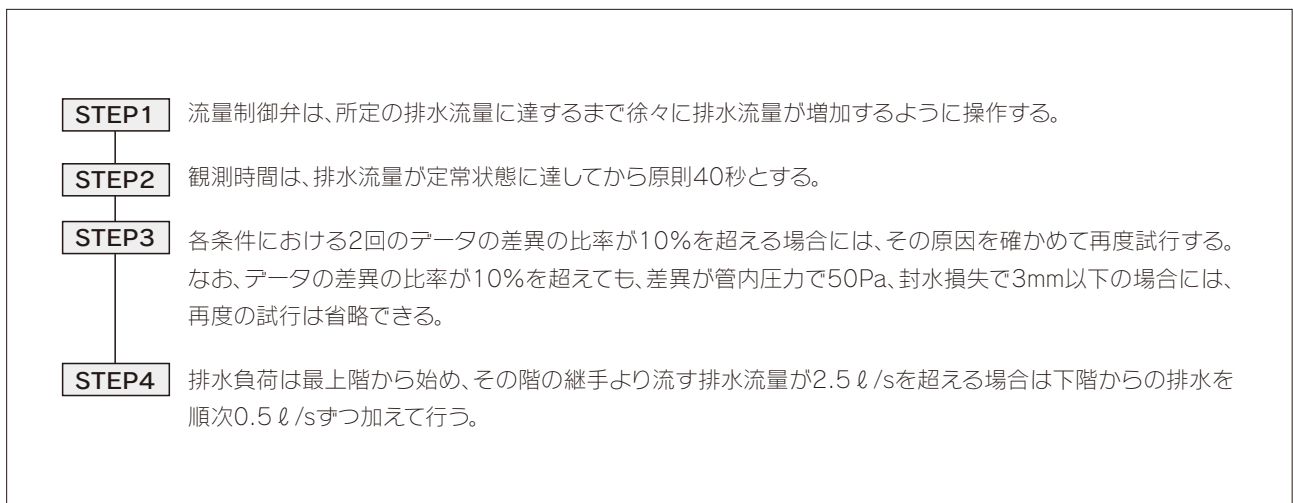 STEP1 流量制御弁は、所定の排水流量に達するまで徐々に排水流量が増加するように操作する。
STEP2 観測時間は、排水流量が定常状態に達してから原則40秒とする。
STEP3 各条件における2回のデータの差異の比率が10%を超える場合には、その原因を確かめて再度試行する。
なお、データの差異の比率が10%を超えても、差異が管内圧力で50Pa、封水損失で3mm以下の場合には、
再度の試行は省略できる。
STEP4 排水負荷は最上階から始め、その階の継手より流す排水流量が2.5ℓ/sを超える場合は下階からの排水を
順次0.5ℓ/sずつ加えて行う。